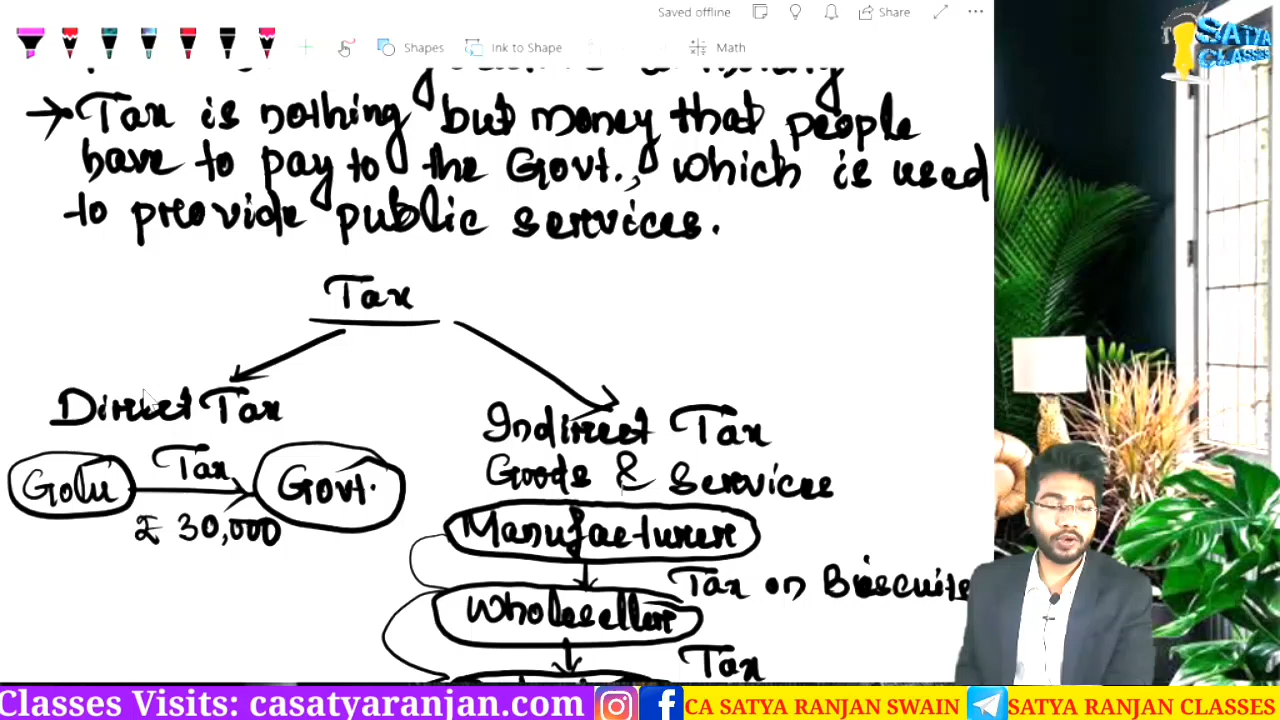 Saved offline
Share
SATYA
CLASSES
Shapes
Ink to Shape
Math
→ Tax is nothing but money that people
have to pay to the Govt., which is used
to provide public services.
Tax
Direct Tax
Indirect Tax
Goods & Services
Golu
Tax
Govt.
₹ 30,000
Manufacturer
Tax on Biscuits
Wholeseller
Tax
Classes Visits: casatyaranjan.com
CA SATYA RANJAN SWAIN
SATYA RANJAN CLASSES